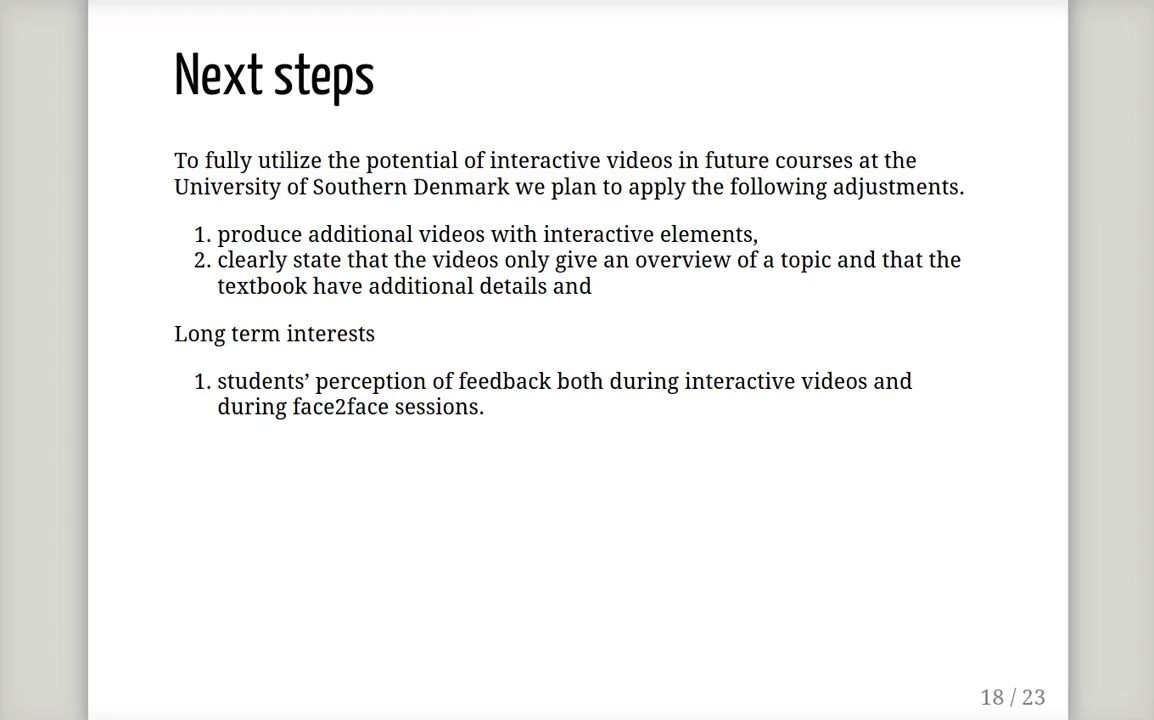 Next steps
To fully utilize the potential of interactive videos in future courses at the
University of Southern Denmark we plan to apply the following adjustments.
1. produce additional videos with interactive elements,
2. clearly state that the videos only give an overview of a topic and that the
textbook have additional details and
Long term interests
1. students’ perception of feedback both during interactive videos and
during face2face sessions.
18 / 23